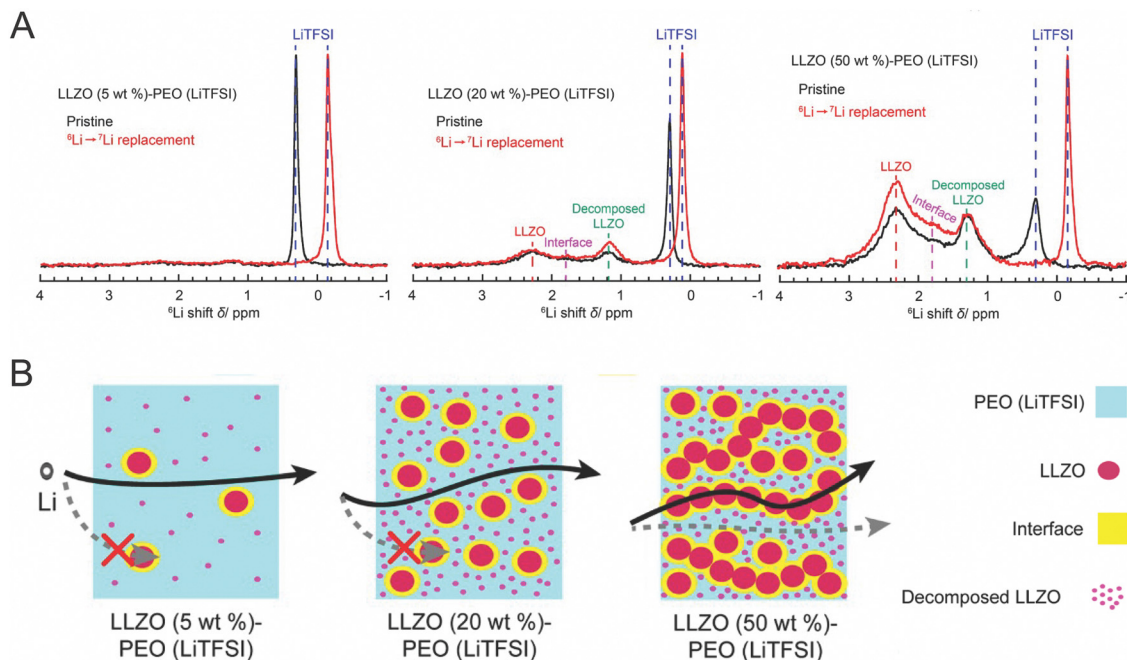 A
LiTFSI
LLZO (5 wt %)-PEO (LiTFSI)
Pristine
⁶Li→⁷Li replacement
4 3 2 1 0 -1
⁶Li shift δ/ ppm
LiTFSI
LLZO (20 wt %)-PEO (LiTFSI)
Pristine
⁶Li→⁷Li replacement
Decomposed
LLZO
LLZO
Interface
4 3 2 1 0 -1
⁶Li shift δ/ ppm
LiTFSI
LLZO (50 wt %)-PEO (LiTFSI)
Pristine
⁶Li→⁷Li replacement
LLZO
Interface
Decomposed
LLZO
4 3 2 1 0 -1
⁶Li shift δ/ ppm
B
Li
LLZO (5 wt %)-
PEO (LiTFSI)
LLZO (20 wt %)-
PEO (LiTFSI)
LLZO (50 wt %)-
PEO (LiTFSI)
PEO (LiTFSI)
LLZO
Interface
Decomposed LLZO